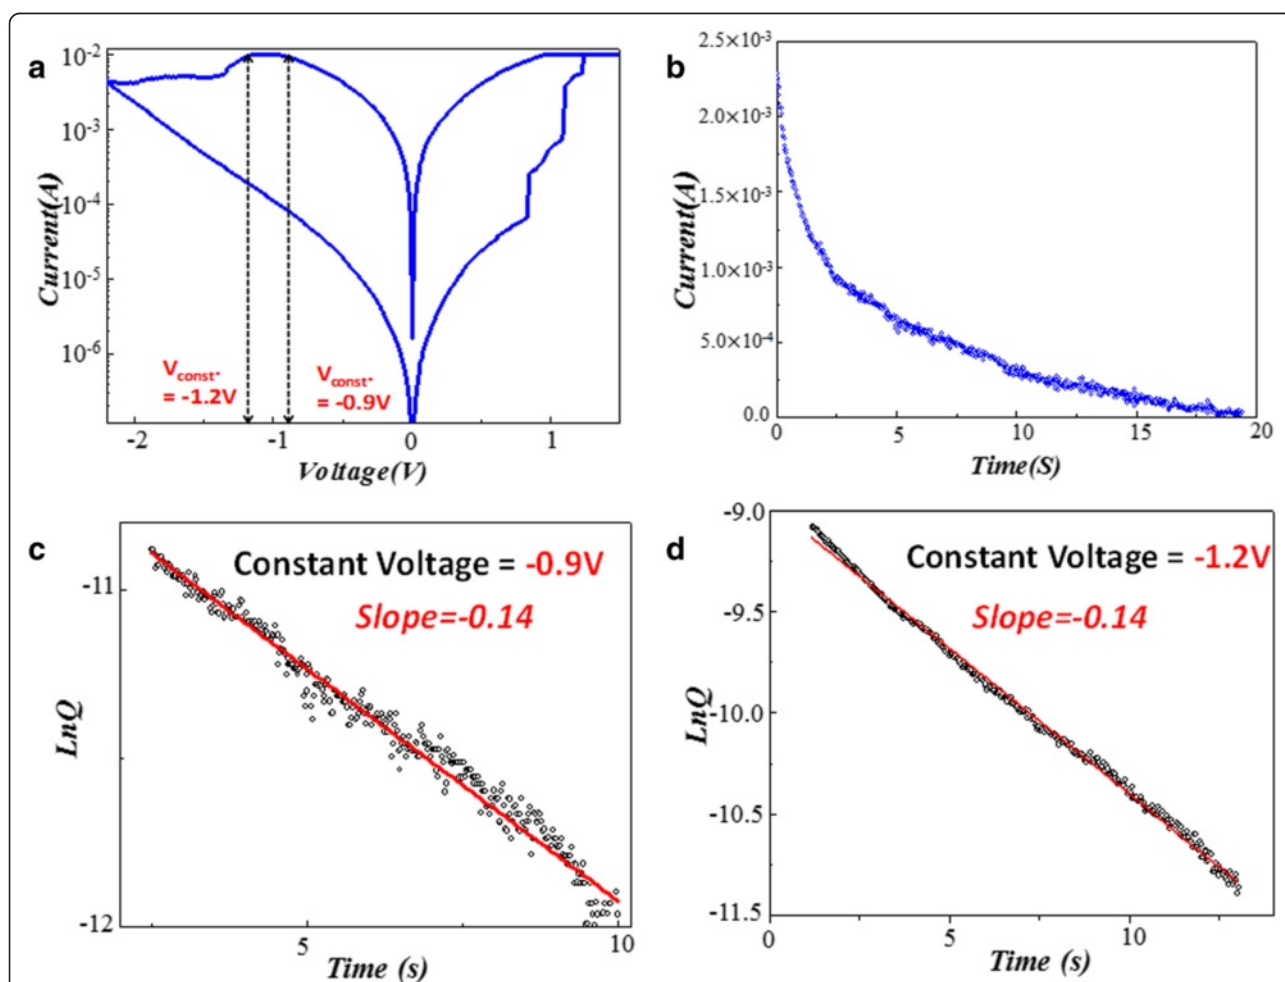 a
10-2
10-3
10-4
10-5
10-6
Current(A)
Vconst.
= -1.2V
Vconst.
= -0.9V
-2
-1
0
1
Voltage(V)
b
2.5×10-3
2.0×10-3
1.5×10-3
1.0×10-3
5.0×10-4
0.0
Current(A)
0
5
10
15
20
Time(S)
c
Constant Voltage = -0.9V
Slope=-0.14
-11
-12
LnQ
5
10
Time (s)
d
-9.0
Constant Voltage = -1.2V
-9.5
Slope=-0.14
-10.0
-10.5
-11.5
LnQ
0
5
10
Time (s)